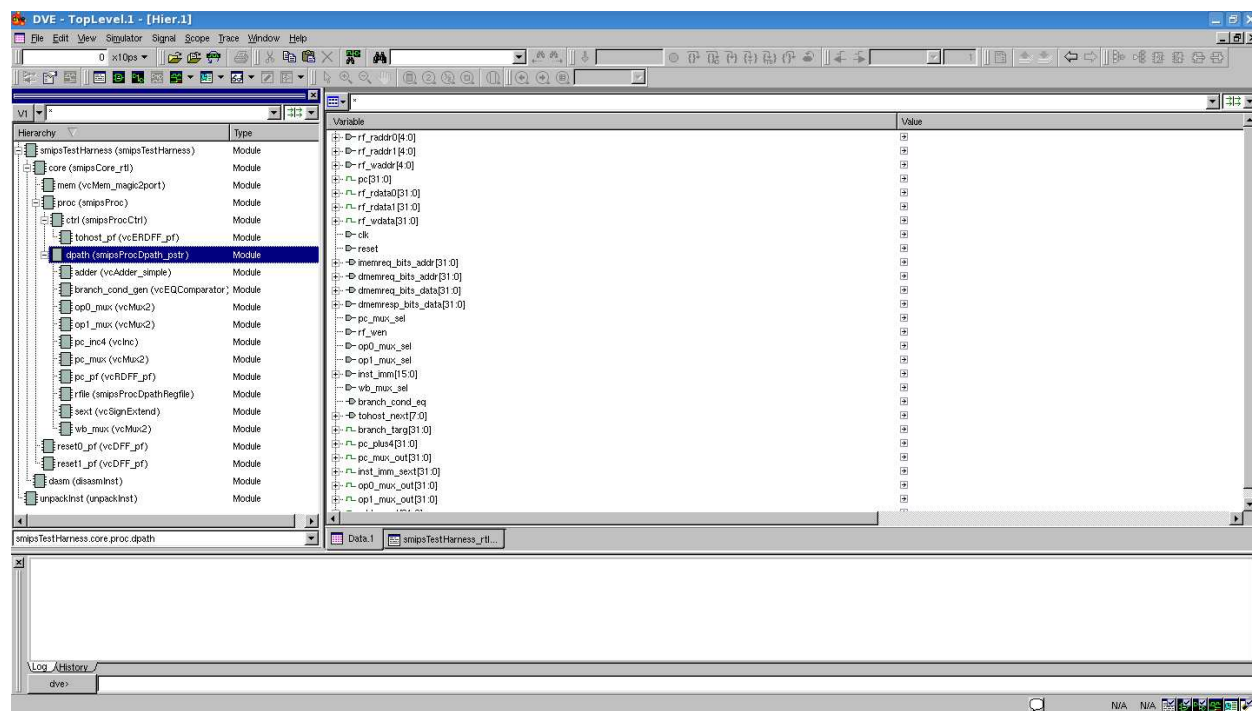 DVE - TopLevel.1 - [Hier.1]
File Edit View Simulator Signal Scope Trace Window Help
0 x10ps
1
V1 *
*
Hierarchy Type
smipsTestHarness (smipsTestHarness) Module
core (smipsCore_rtl) Module
mem (vcMem_magic2port) Module
proc (smipsProc) Module
ctrl (smipsProcCtrl) Module
tohost_pf (vcERDFF_pf) Module
dpath (smipsProcDpath_pstr) Module
adder (vcAdder_simple) Module
branch_cond_gen (vcEQComparator) Module
op0_mux (vcMux2) Module
op1_mux (vcMux2) Module
pc_inc4 (vcInc) Module
pc_mux (vcMux2) Module
pc_pf (vcRDFF_pf) Module
rfile (smipsProcDpathRegfile) Module
sext (vcSignExtend) Module
wb_mux (vcMux2) Module
reset0_pf (vcDFF_pf) Module
reset1_pf (vcDFF_pf) Module
dasm (disasmInst) Module
unpackInst (unpackInst) Module
smipsTestHarness.core.proc.dpath
Variable Value
rf_raddr0[4:0]
rf_raddr1[4:0]
rf_waddr[4:0]
pc[31:0]
rf_rdata0[31:0]
rf_rdata1[31:0]
rf_wdata[31:0]
clk
reset
imemreq_bits_addr[31:0]
dmemreq_bits_addr[31:0]
dmemreq_bits_data[31:0]
dmemresp_bits_data[31:0]
pc_mux_sel
rf_wen
op0_mux_sel
op1_mux_sel
inst_imm[15:0]
wb_mux_sel
branch_cond_eq
tohost_next[7:0]
branch_targ[31:0]
pc_plus4[31:0]
pc_mux_out[31:0]
inst_imm_sext[31:0]
op0_mux_out[31:0]
op1_mux_out[31:0]
Data.1 smipsTestHarness_rtl...
Log History
dve>
N/A N/A